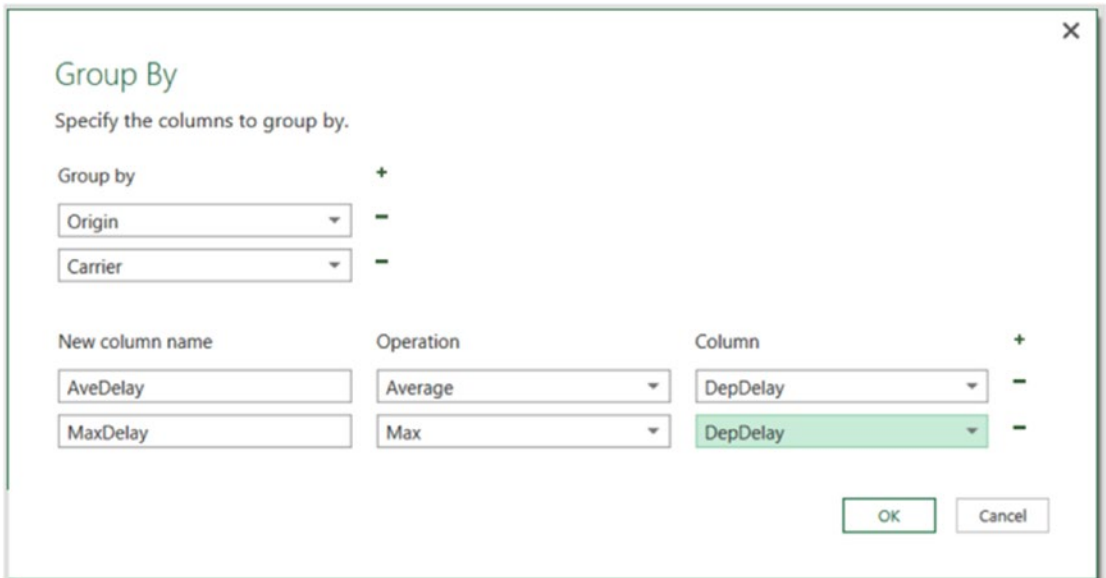 Group By
Specify the columns to group by.
Group by +
Origin −
Carrier −
New column name Operation Column +
AveDelay Average DepDelay −
MaxDelay Max DepDelay −
OK Cancel